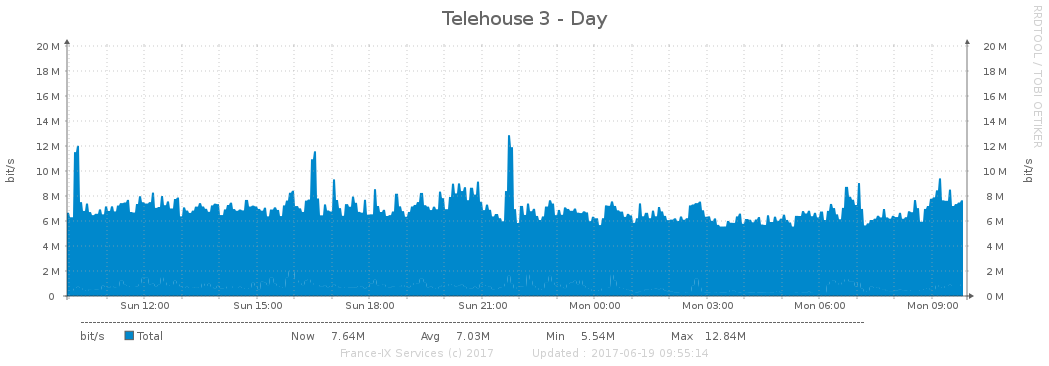 Telehouse 3 - Day
RRDTOOL / TOBI OETIKER
bit/s
bit/s
20 M 20 M
18 M 18 M
16 M 16 M
14 M 14 M
12 M 12 M
10 M 10 M
8 M 8 M
6 M 6 M
4 M 4 M
2 M 2 M
0 0 M
Sun 12:00 Sun 15:00 Sun 18:00 Sun 21:00 Mon 00:00 Mon 03:00 Mon 06:00 Mon 09:00
bit/s Total Now 7.64M Avg 7.03M Min 5.54M Max 12.84M
France-IX Services (c) 2017 Updated : 2017-06-19 09:55:14